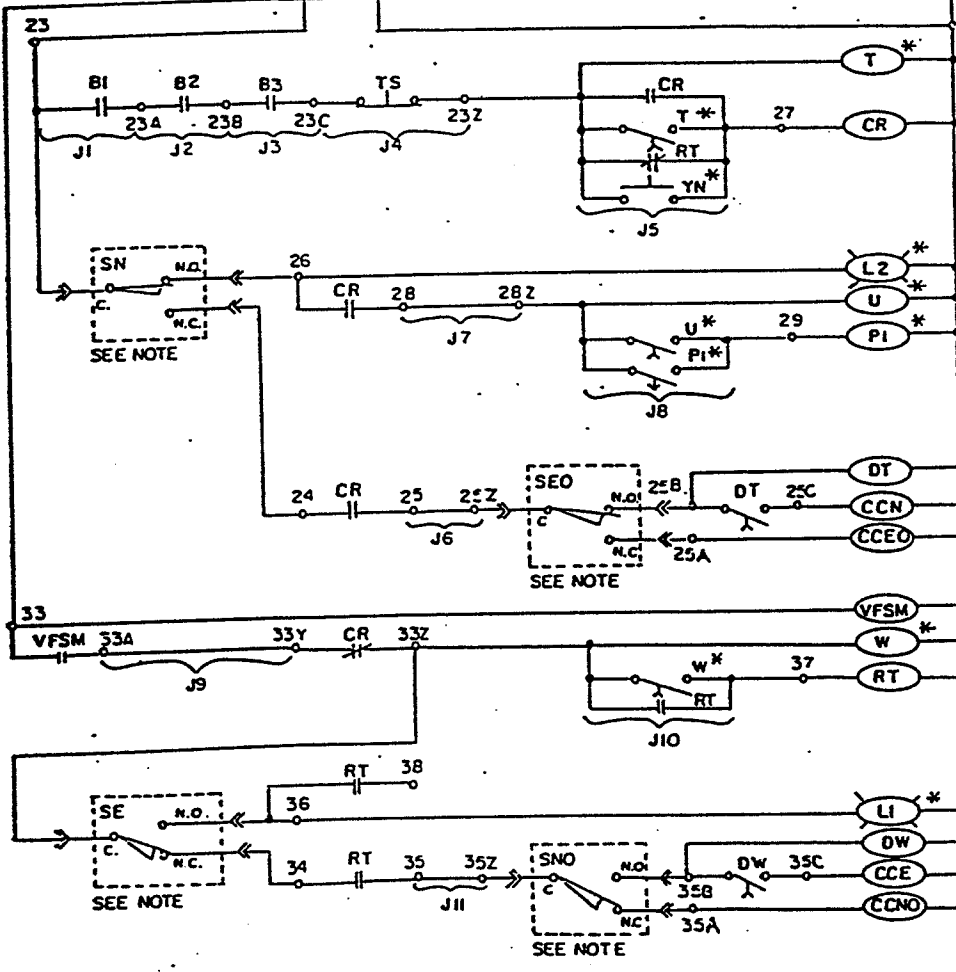 23
T *
B1 B2 B3 TS CR
23A 23B 23C 23Z T * 27 CR
J1 J2 J3 J4 RT
YN *
J5
SN N.O. 26 L2 *
C. CR 28 28Z U *
N.C. J7 U * 29 P1 *
SEE NOTE P1 *
J8
DT
24 CR 25 25Z SEO N.O. 25B DT 25C CCN
J6 C N.C 25A CCEO
SEE NOTE
33 VFSM
VFSM 33A 33Y CR 33Z W *
J9 W * 37 RT
RT
J10
RT 38
SE N.O. 36 L1 *
C. N.C. DW
34 RT 35 35Z SNO N.O. 35B DW 35C CCE
J11 C N.C 35A CCNO
SEE NOTE
SEE NOTE